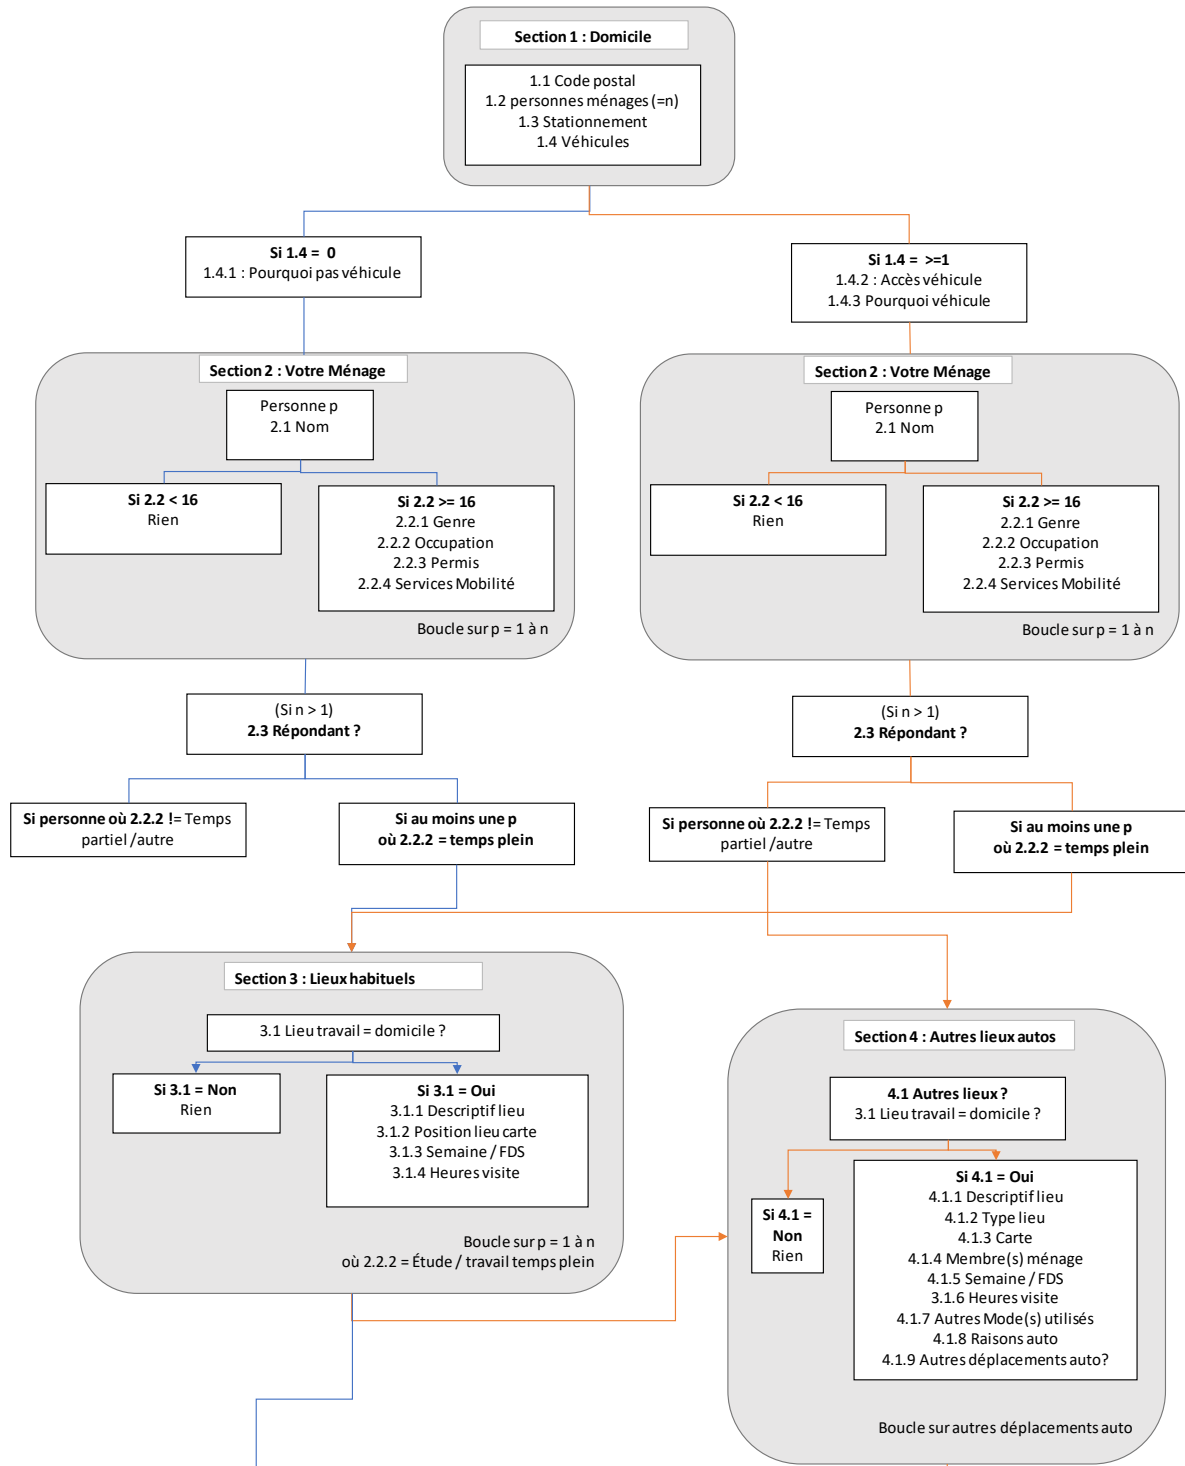 Section 1 : Domicile
1.1 Code postal
1.2 personnes ménages (=n)
1.3 Stationnement
1.4 Véhicules
Si 1.4 = 0
1.4.1 : Pourquoi pas véhicule
Si 1.4 = >=1
1.4.2 : Accès véhicule
1.4.3 Pourquoi véhicule
Section 2 : Votre Ménage
Personne p
2.1 Nom
Si 2.2 < 16
Rien
Si 2.2 >= 16
2.2.1 Genre
2.2.2 Occupation
2.2.3 Permis
2.2.4 Services Mobilité
Boucle sur p = 1 à n
Section 2 : Votre Ménage
Personne p
2.1 Nom
Si 2.2 < 16
Rien
Si 2.2 >= 16
2.2.1 Genre
2.2.2 Occupation
2.2.3 Permis
2.2.4 Services Mobilité
Boucle sur p = 1 à n
(Si n > 1)
2.3 Répondant ?
(Si n > 1)
2.3 Répondant ?
Si personne où 2.2.2 != Temps
partiel /autre
Si au moins une p
où 2.2.2 = temps plein
Si personne où 2.2.2 != Temps
partiel /autre
Si au moins une p
où 2.2.2 = temps plein
Section 3 : Lieux habituels
3.1 Lieu travail = domicile ?
Si 3.1 = Non
Rien
Si 3.1 = Oui
3.1.1 Descriptif lieu
3.1.2 Position lieu carte
3.1.3 Semaine / FDS
3.1.4 Heures visite
Boucle sur p = 1 à n
où 2.2.2 = Étude / travail temps plein
Section 4 : Autres lieux autos
4.1 Autres lieux ?
3.1 Lieu travail = domicile ?
Si 4.1 =
Non
Rien
Si 4.1 = Oui
4.1.1 Descriptif lieu
4.1.2 Type lieu
4.1.3 Carte
4.1.4 Membre(s) ménage
4.1.5 Semaine / FDS
3.1.6 Heures visite
4.1.7 Autres Mode(s) utilisés
4.1.8 Raisons auto
4.1.9 Autres déplacements auto?
Boucle sur autres déplacements auto